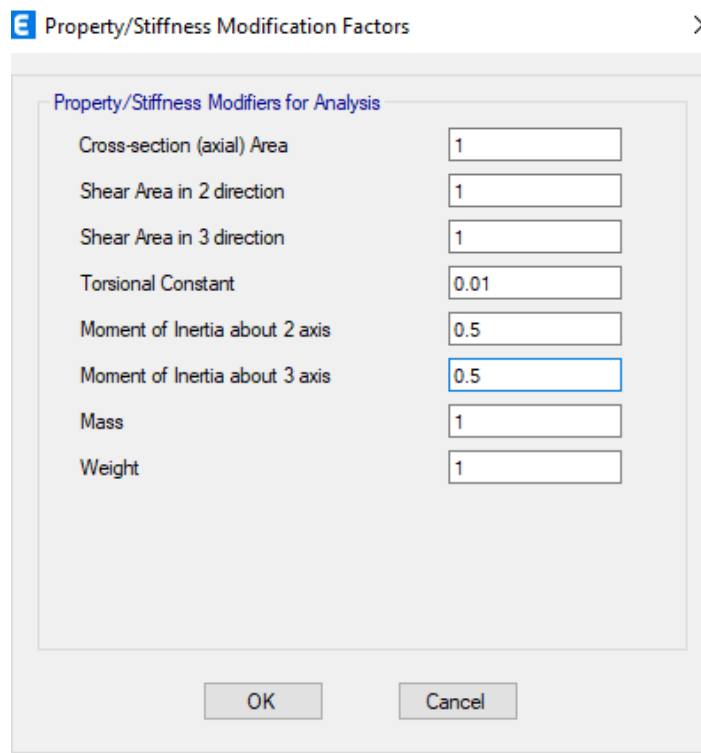 E Property/Stiffness Modification Factors
Property/Stiffness Modifiers for Analysis
Cross-section (axial) Area 1
Shear Area in 2 direction 1
Shear Area in 3 direction 1
Torsional Constant 0.01
Moment of Inertia about 2 axis 0.5
Moment of Inertia about 3 axis 0.5
Mass 1
Weight 1
OK Cancel